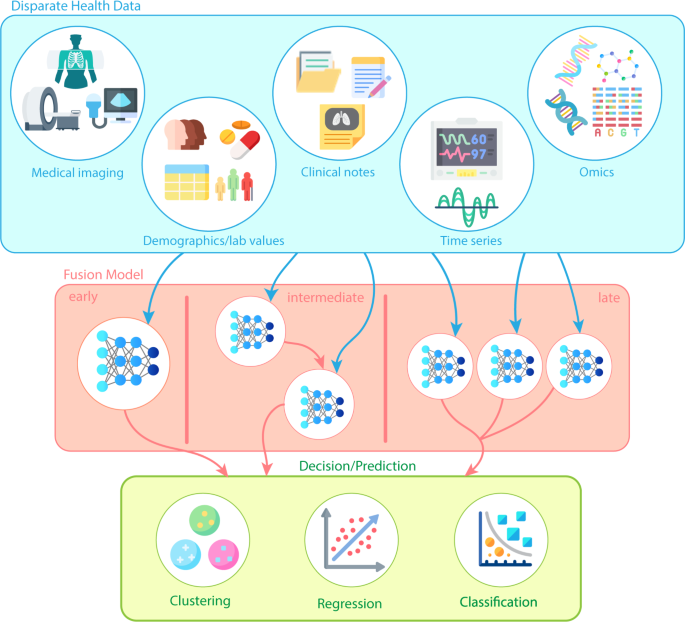 Disparate Health Data
Medical imaging
Demographics/lab values
Clinical notes
60
97
Time series
A C G T
Omics
Fusion Model
early
intermediate
late
Decision/Prediction
Clustering
Regression
Classification